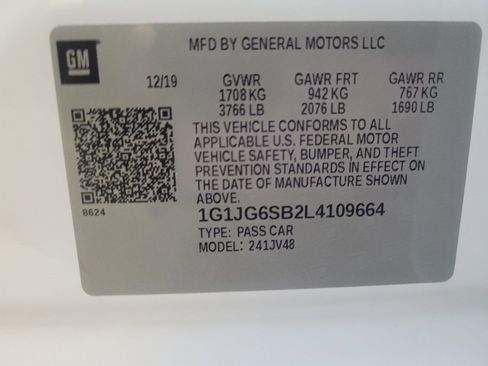 GM
MFD BY GENERAL MOTORS LLC
12/19 GVWR GAWR FRT GAWR RR
1708 KG 942 KG 767 KG
3766 LB 2076 LB 1690 LB
THIS VEHICLE CONFORMS TO ALL
APPLICABLE U.S. FEDERAL MOTOR
VEHICLE SAFETY, BUMPER, AND THEFT
PREVENTION STANDARDS IN EFFECT ON
THE DATE OF MANUFACTURE SHOWN
ABOVE.
8624
1G1JG6SB2L4109664
TYPE: PASS CAR
MODEL: 241JV48